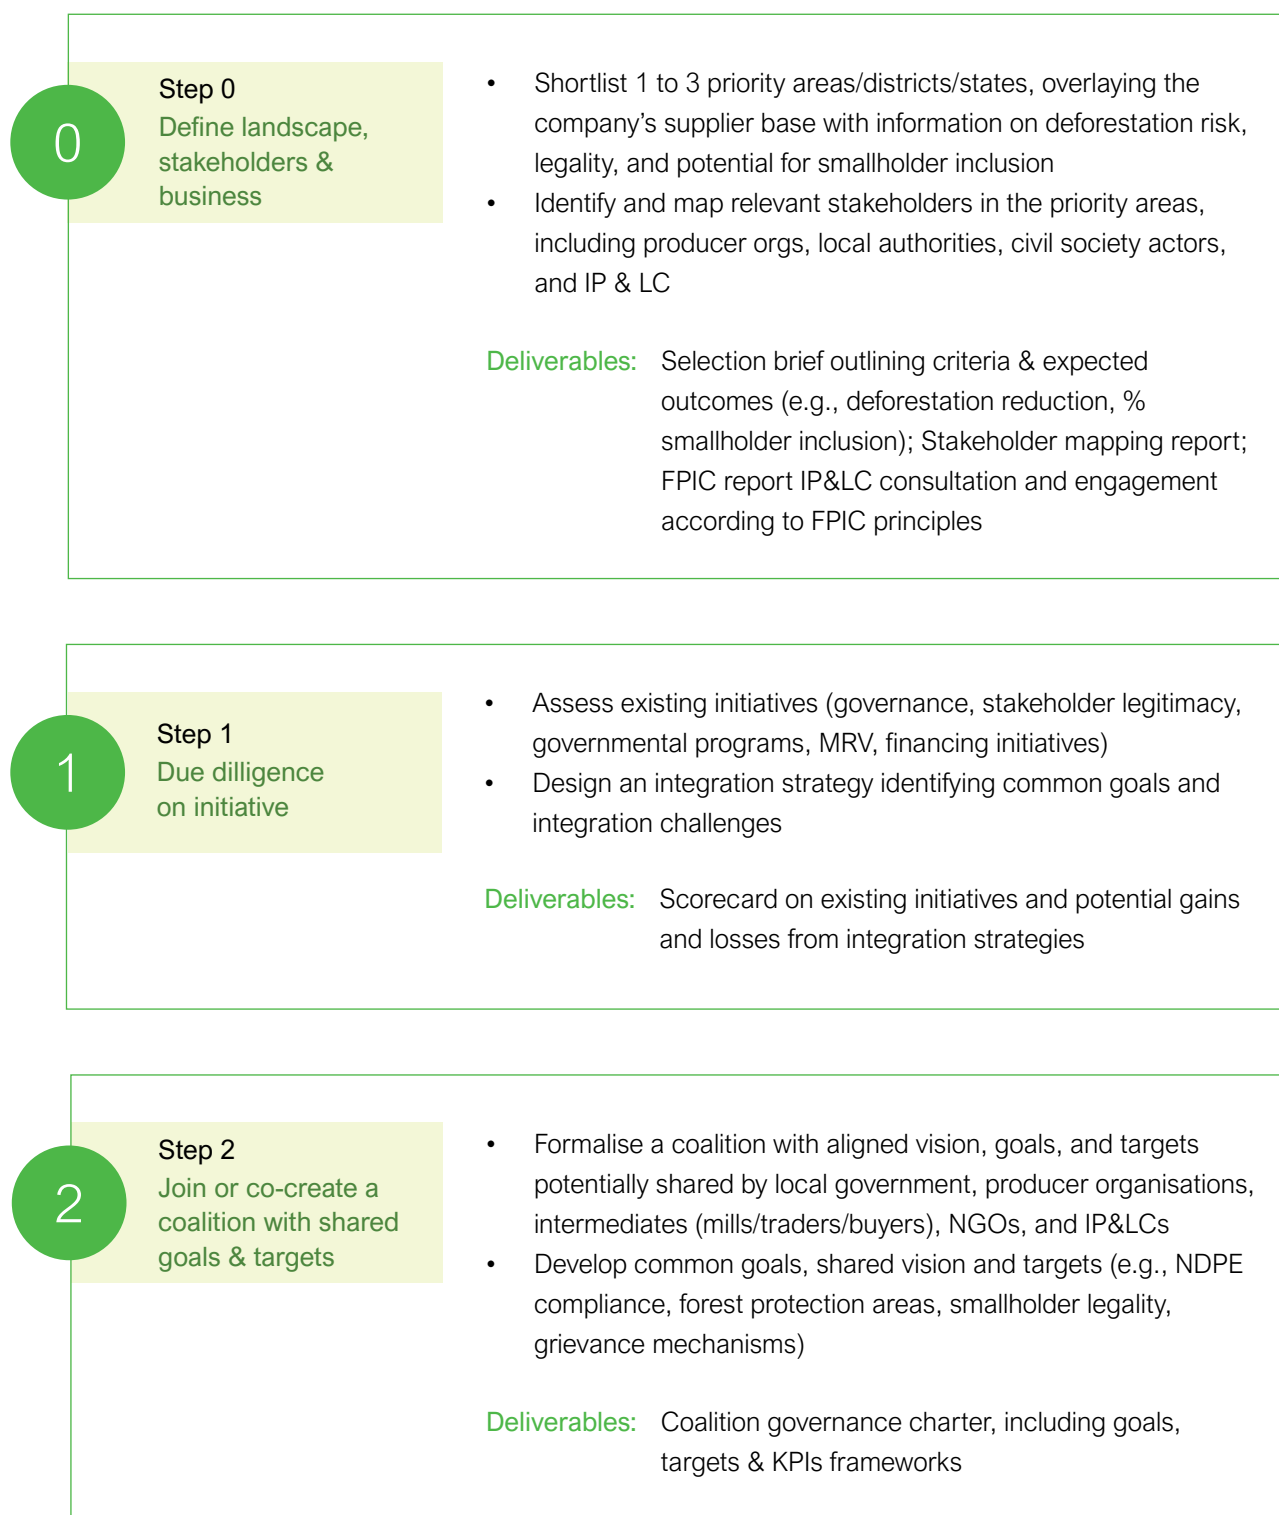 0
Step 0
Define landscape,
stakeholders &
business
• Shortlist 1 to 3 priority areas/districts/states, overlaying the
company's supplier base with information on deforestation risk,
legality, and potential for smallholder inclusion
• Identify and map relevant stakeholders in the priority areas,
including producer orgs, local authorities, civil society actors,
and IP & LC
Deliverables: Selection brief outlining criteria & expected
outcomes (e.g., deforestation reduction, %
smallholder inclusion); Stakeholder mapping report;
FPIC report IP&LC consultation and engagement
according to FPIC principles
1
Step 1
Due dilligence
on initiative
• Assess existing initiatives (governance, stakeholder legitimacy,
governmental programs, MRV, financing initiatives)
• Design an integration strategy identifying common goals and
integration challenges
Deliverables: Scorecard on existing initiatives and potential gains
and losses from integration strategies
2
Step 2
Join or co-create a
coalition with shared
goals & targets
• Formalise a coalition with aligned vision, goals, and targets
potentially shared by local government, producer organisations,
intermediates (mills/traders/buyers), NGOs, and IP&LCs
• Develop common goals, shared vision and targets (e.g., NDPE
compliance, forest protection areas, smallholder legality,
grievance mechanisms)
Deliverables: Coalition governance charter, including goals,
targets & KPIs frameworks